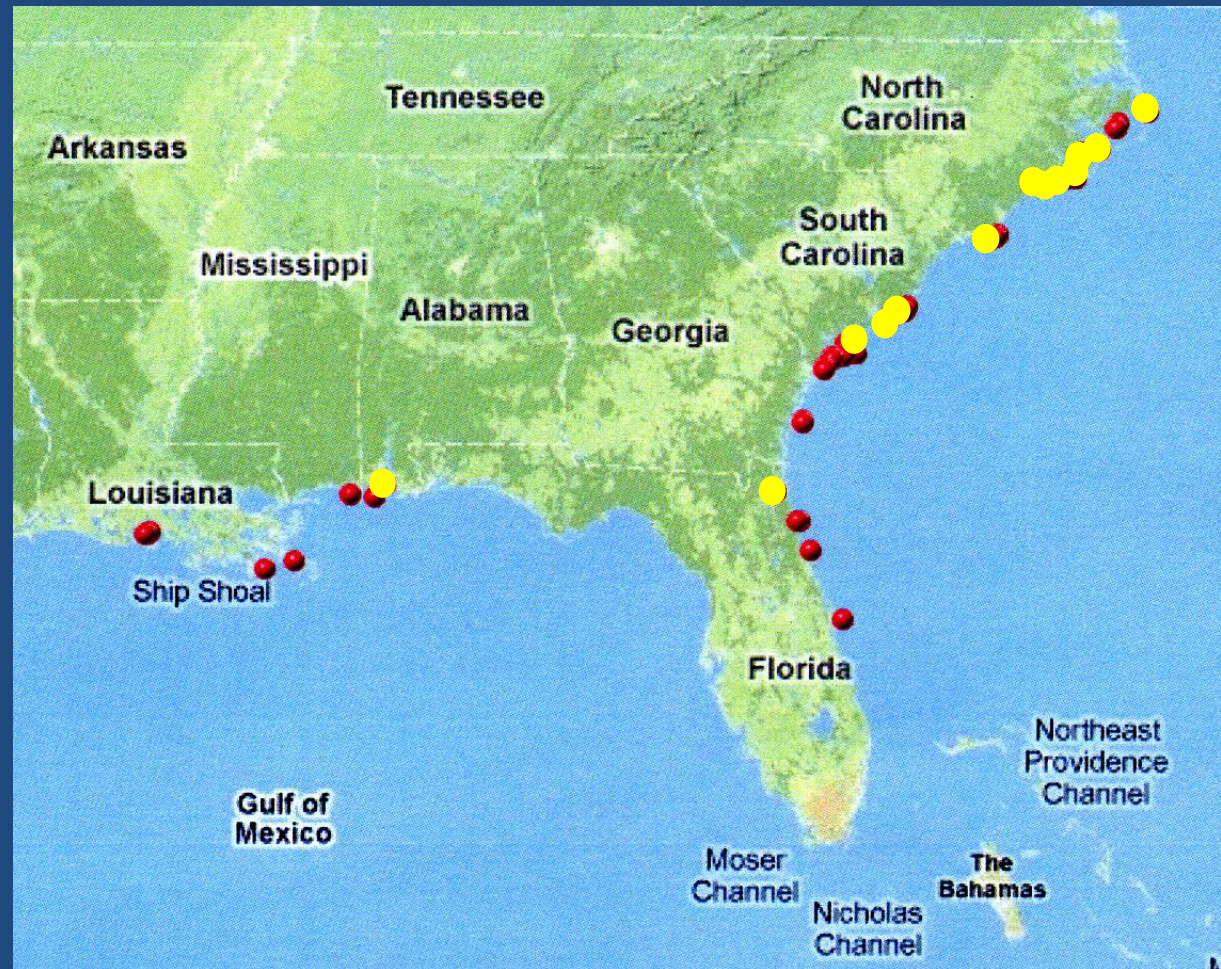 Tennessee
North
Carolina
Arkansas
South
Carolina
Mississippi
Alabama
Georgia
Louisiana
Ship Shoal
Florida
Northeast
Providence
Channel
Gulf of
Mexico
Moser
Channel
The
Bahamas
Nicholas
Channel